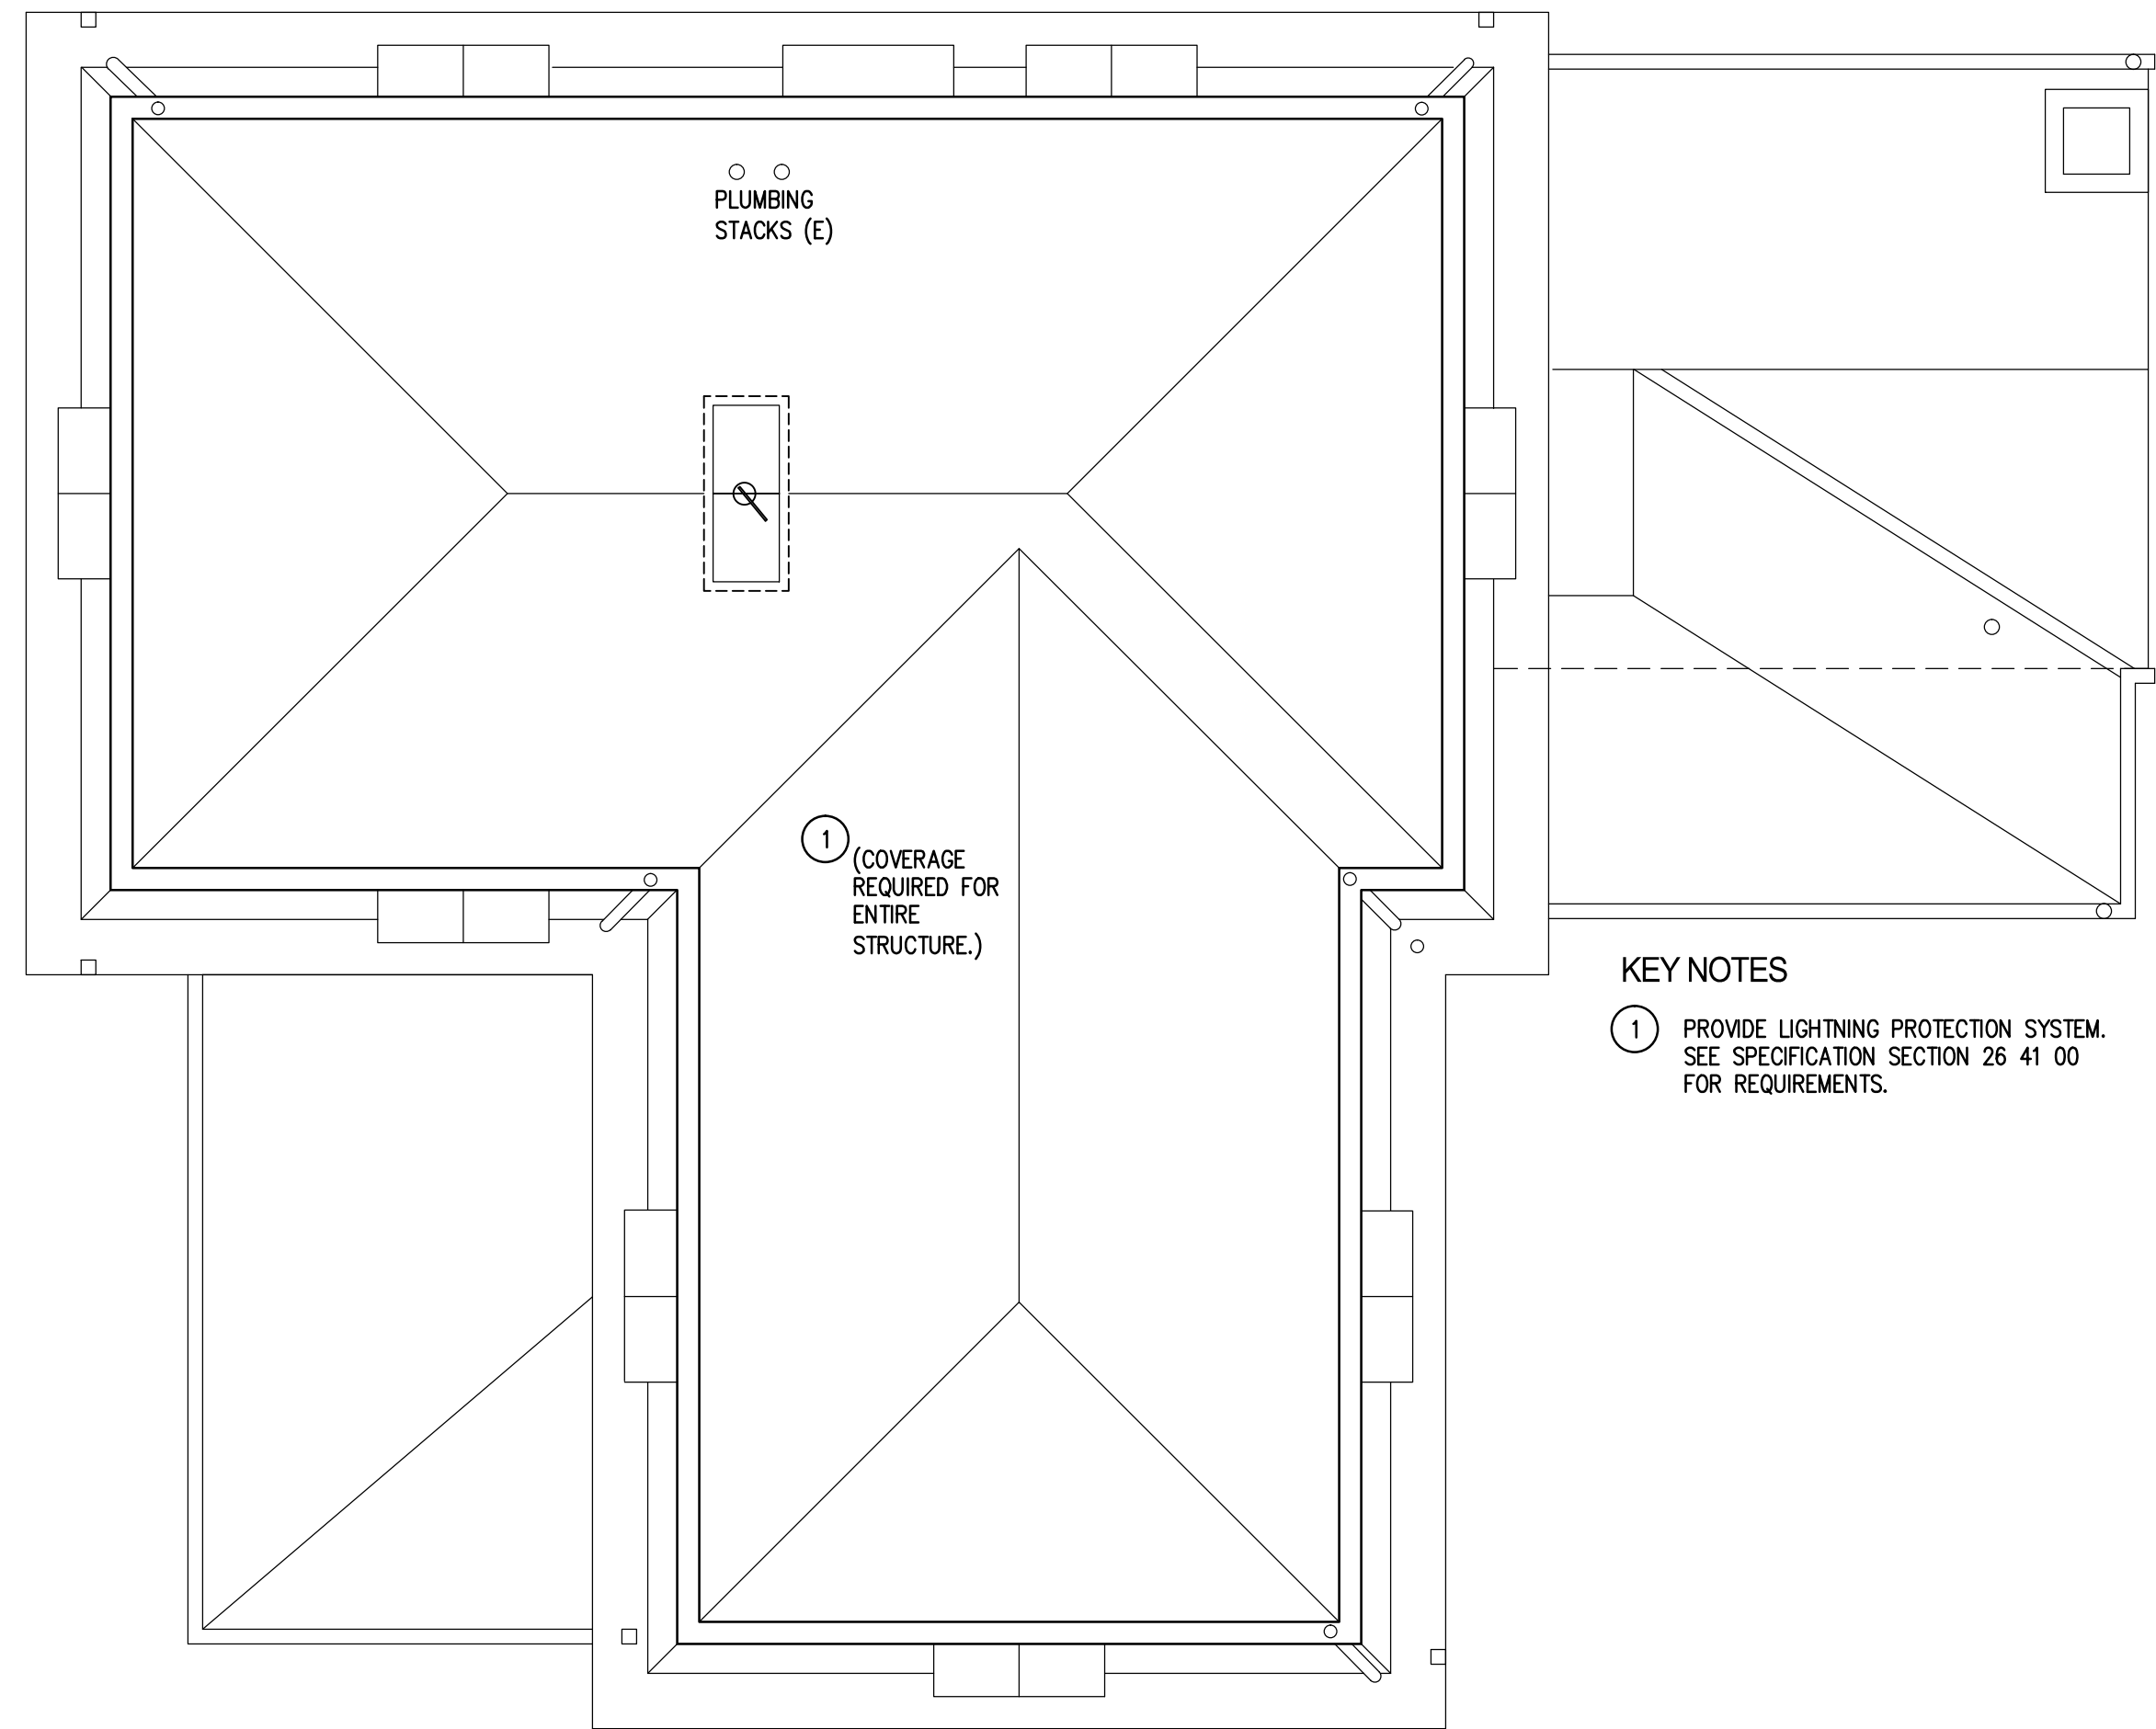 PLUMBING
STACKS (E)
1
(COVERAGE
REQUIRED FOR
ENTIRE
STRUCTURE.)
KEY NOTES
1 PROVIDE LIGHTNING PROTECTION SYSTEM.
SEE SPECIFICATION SECTION 26 41 00
FOR REQUIREMENTS.